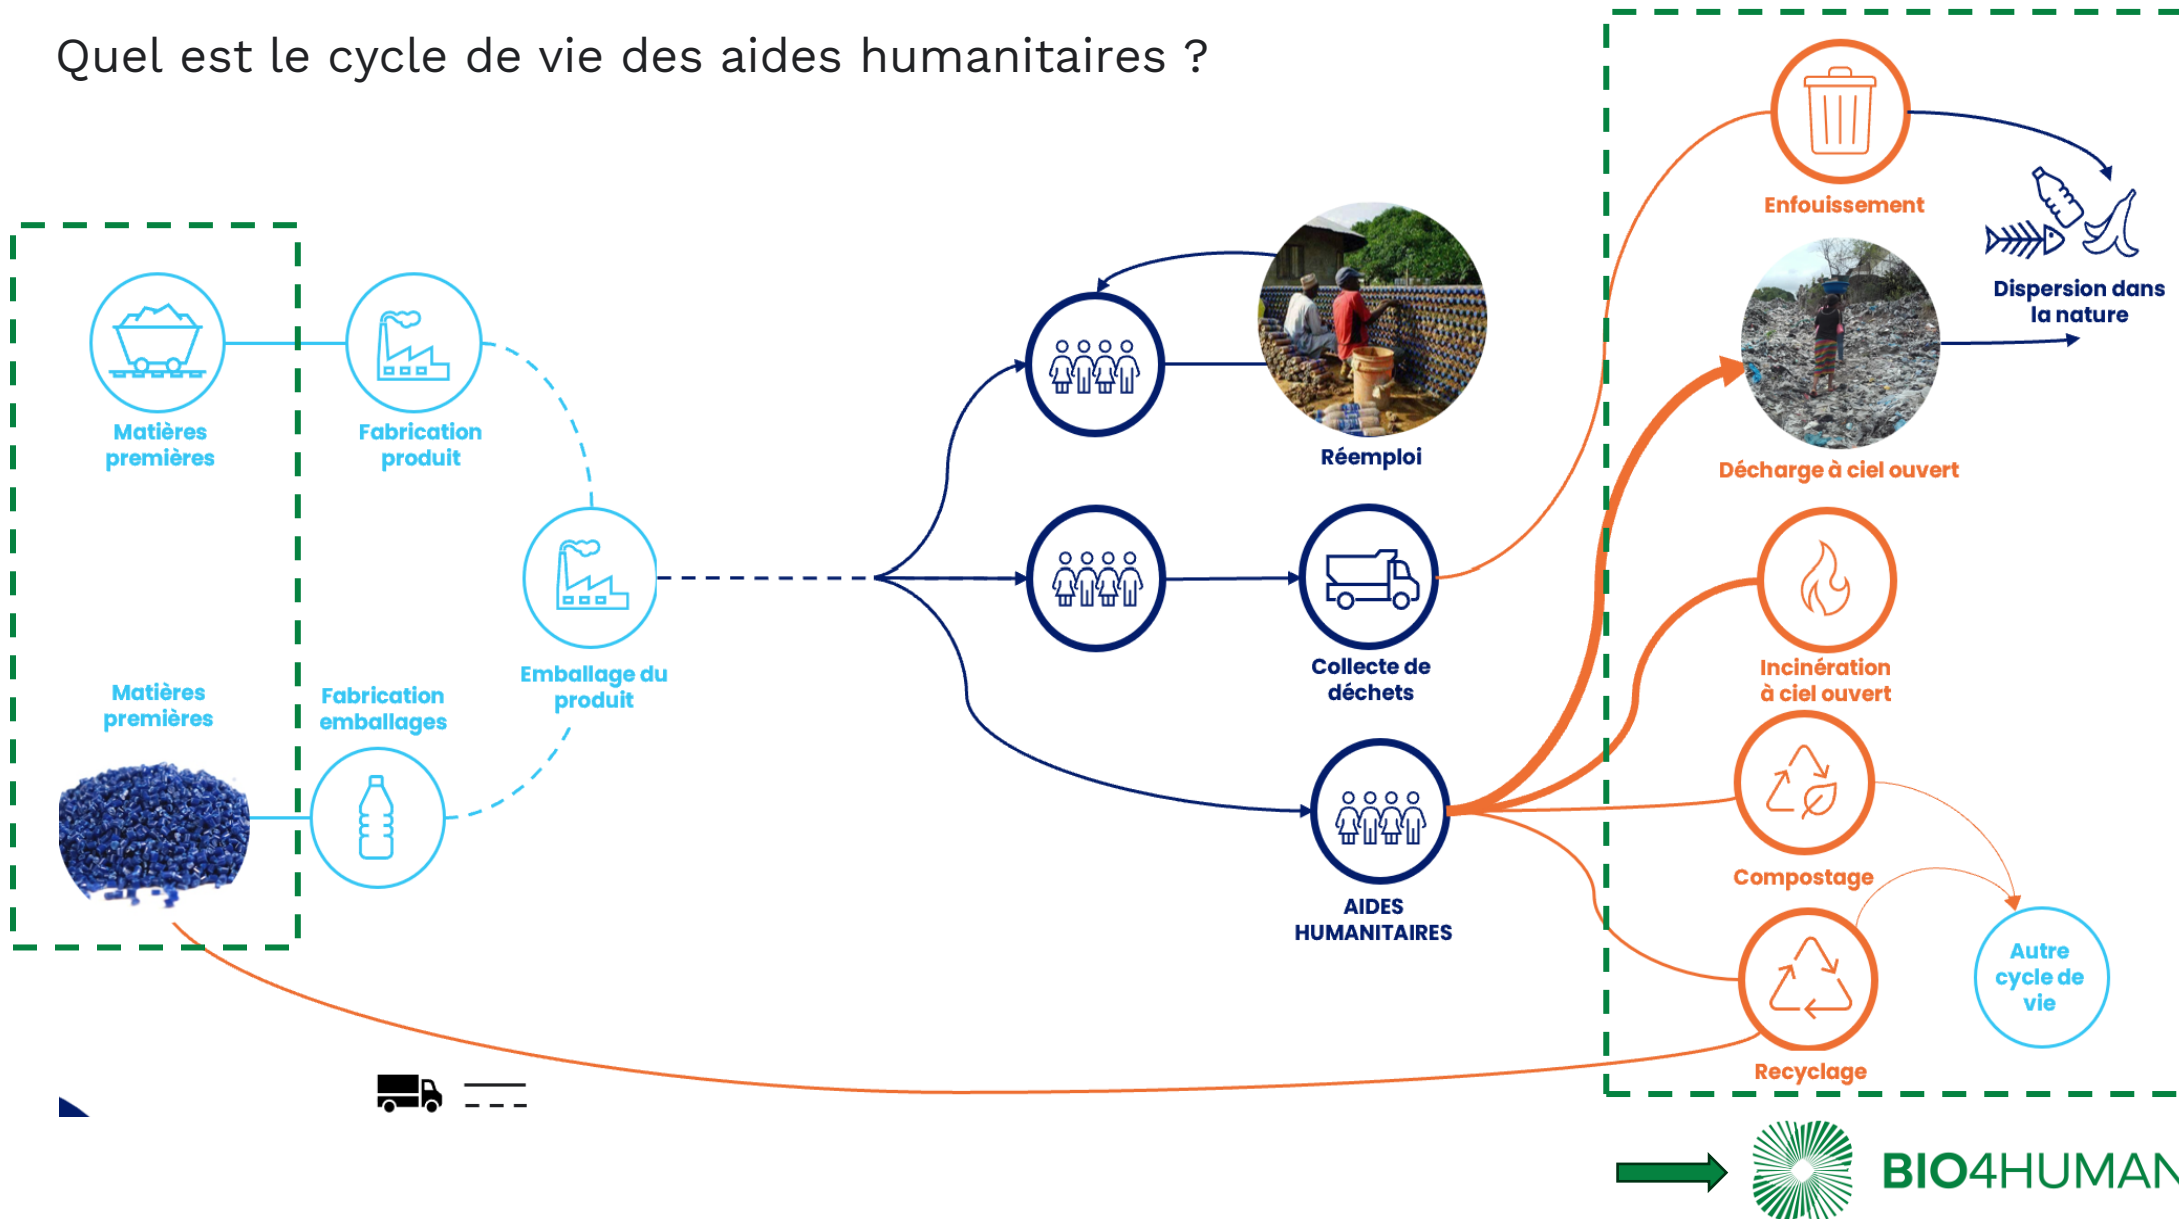 Quel est le cycle de vie des aides humanitaires ?
Matières
premières
Fabrication
produit
Matières
premières
Fabrication
emballages
Emballage du
produit
Réemploi
Collecte de
déchets
AIDES
HUMANITAIRES
Enfouissement
Dispersion dans
la nature
Décharge à ciel ouvert
Incinération
à ciel ouvert
Compostage
Autre
cycle de
vie
Recyclage
BIO4HUMAN